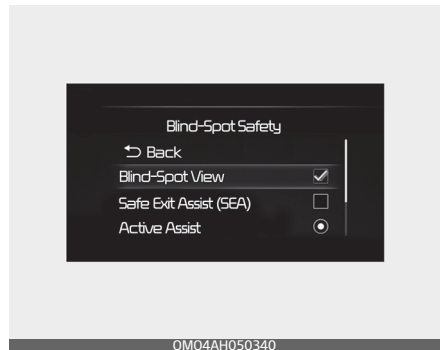 Blind-Spot Safety
Back
Blind-Spot View
Safe Exit Assist (SEA)
Active Assist
OMO4AH050340